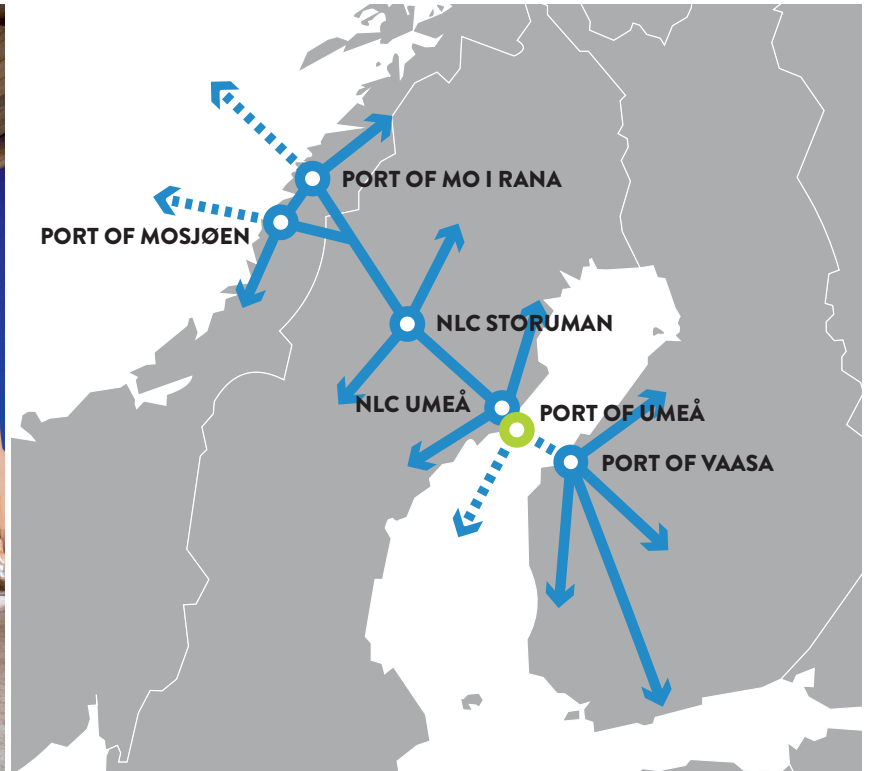 PORT OF MO I RANA
PORT OF MOSJØEN
NLC STORUMAN
NLC UMEÅ
PORT OF UMEÅ
PORT OF VAASA